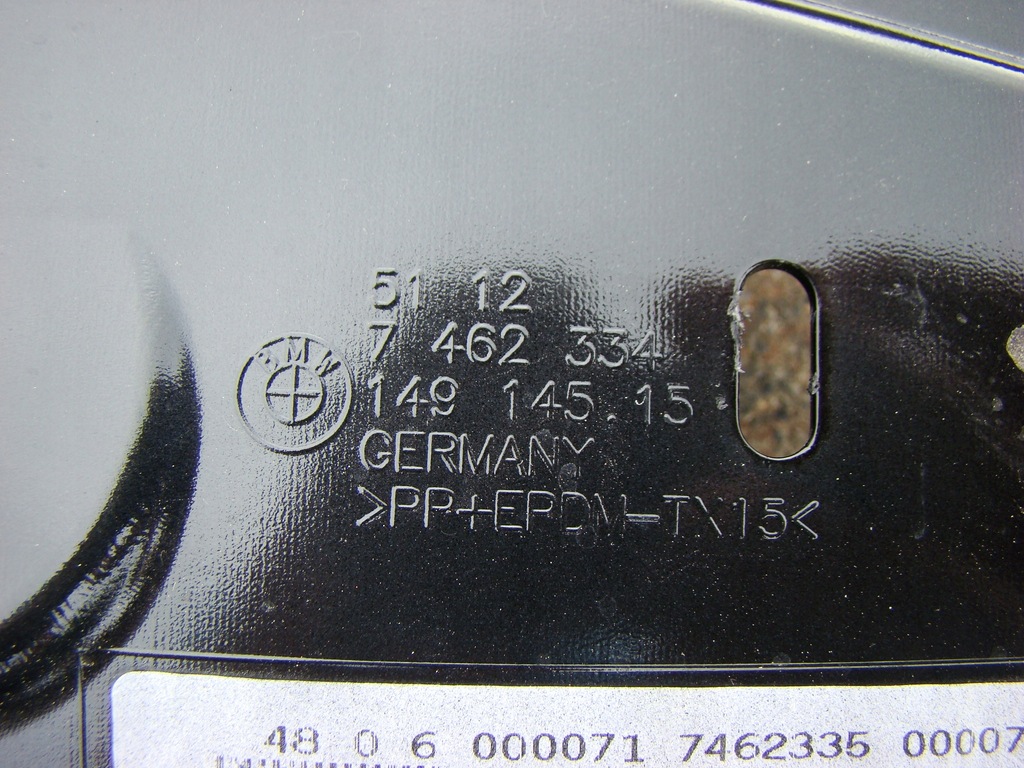 51 12
7 462 334
BMW
149 145.15
GERMANY
>PP+EPDM-TX15<
48 0 6 000071 7462335 00007